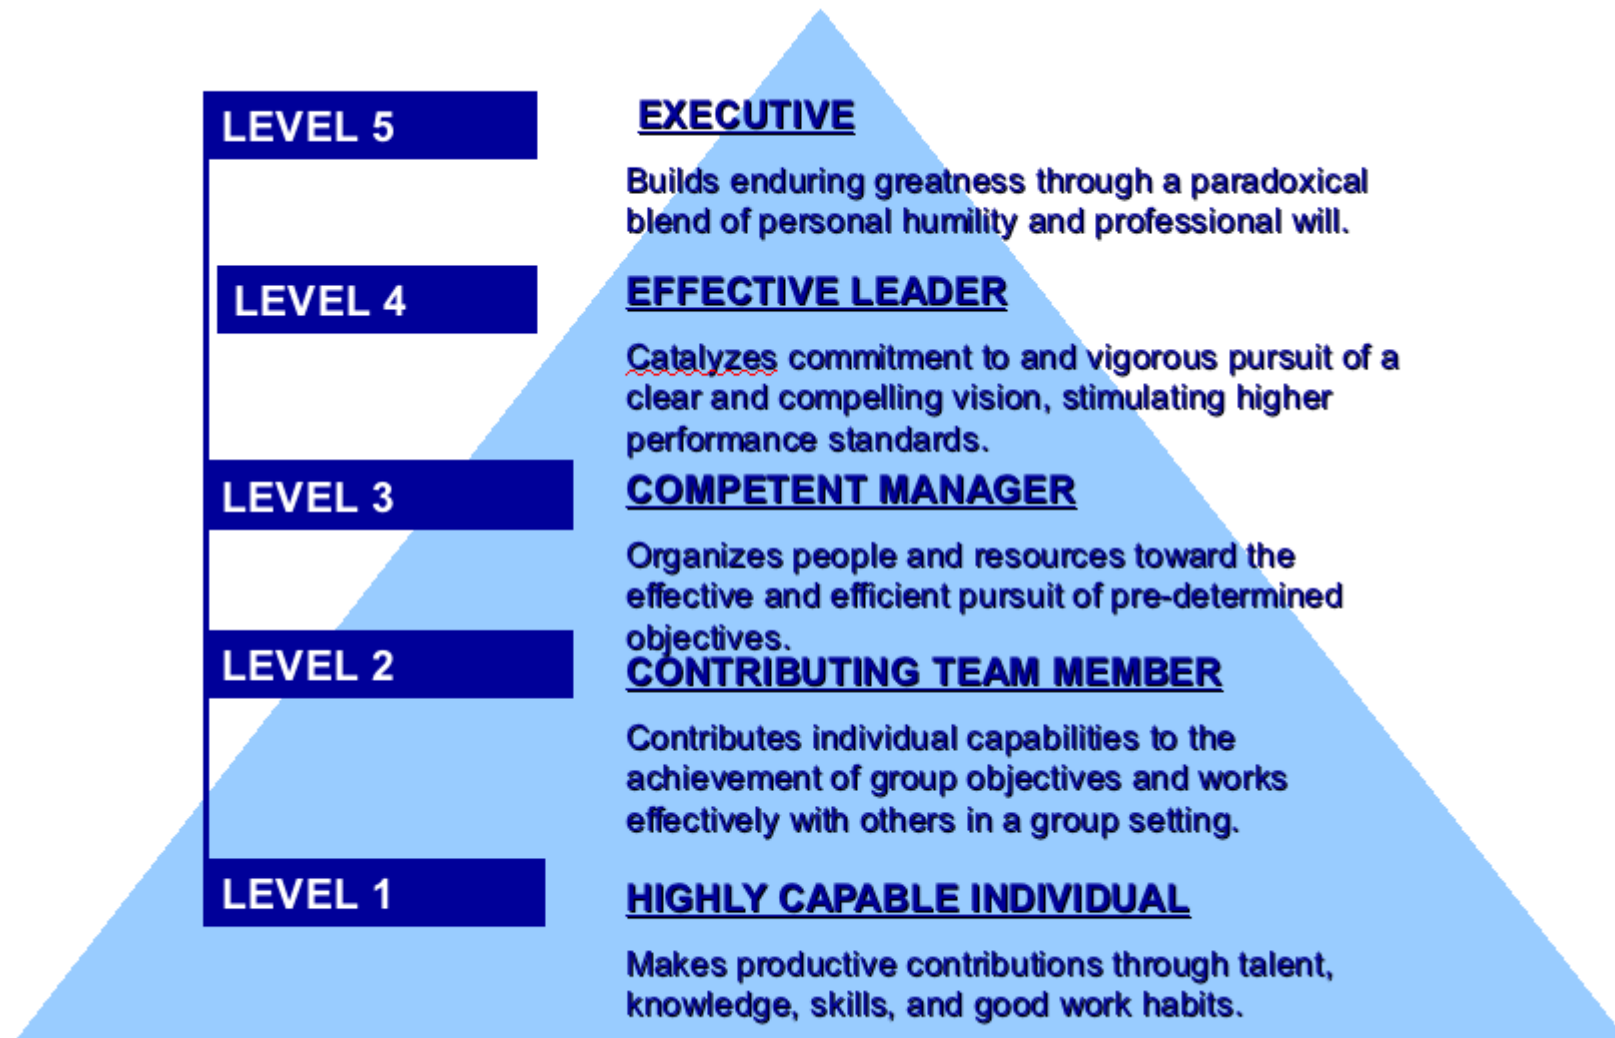 LEVEL 5
EXECUTIVE
Builds enduring greatness through a paradoxical
blend of personal humility and professional will.
LEVEL 4
EFFECTIVE LEADER
Catalyzes commitment to and vigorous pursuit of a
clear and compelling vision, stimulating higher
performance standards.
LEVEL 3
COMPETENT MANAGER
Organizes people and resources toward the
effective and efficient pursuit of pre-determined
objectives.
LEVEL 2
CONTRIBUTING TEAM MEMBER
Contributes individual capabilities to the
achievement of group objectives and works
effectively with others in a group setting.
LEVEL 1
HIGHLY CAPABLE INDIVIDUAL
Makes productive contributions through talent,
knowledge, skills, and good work habits.